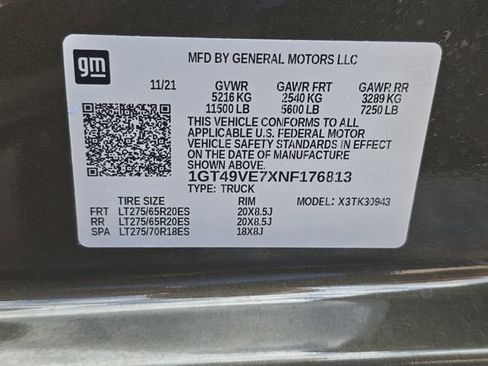 gm
MFD BY GENERAL MOTORS LLC
11/21 GVWR GAWR FRT GAWR RR
5216 KG 2540 KG 3289 KG
11500 LB 5600 LB 7250 LB
THIS VEHICLE CONFORMS TO ALL
APPLICABLE U.S. FEDERAL MOTOR
VEHICLE SAFETY STANDARDS IN EFFECT
ON THE DATE OF MANUFACTURE
SHOWN ABOVE.
1GT49VE7XNF176813
TYPE: TRUCK
TIRE SIZE RIM MODEL: X3TK30943
FRT LT275/65R20ES 20X8.5J
RR LT275/65R20ES 20X8.5J
SPA LT275/70R18ES 18X8J